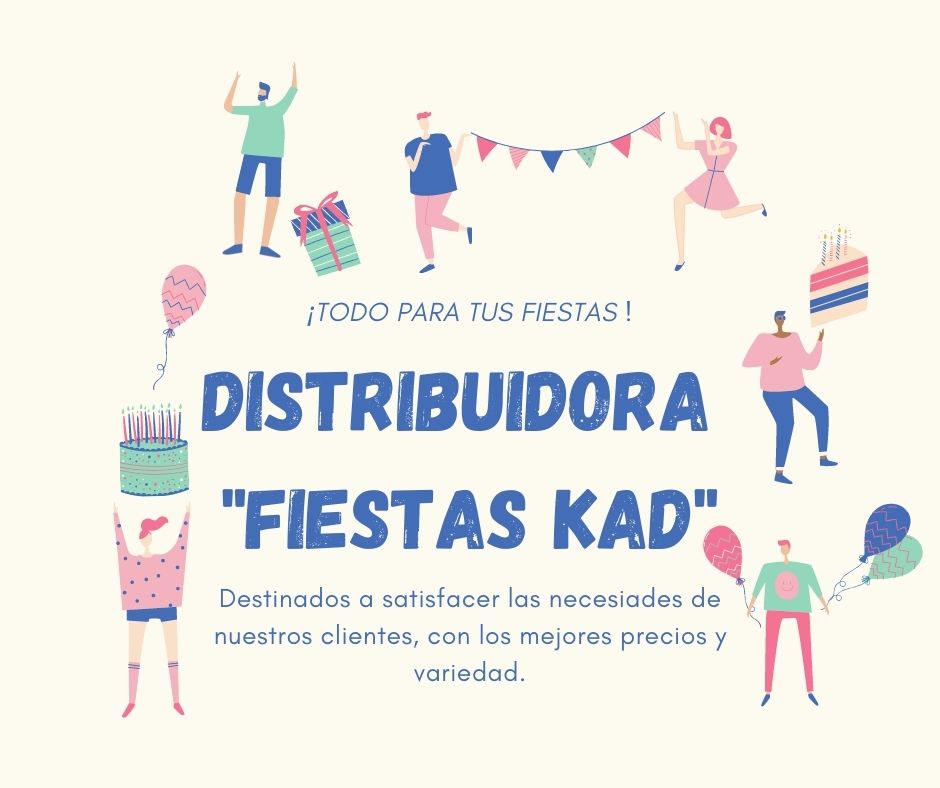 ¡TODO PARA TUS FIESTAS !
DISTRIBUIDORA
"FIESTAS KAD"
Destinados a satisfacer las necesiades de
nuestros clientes, con los mejores precios y
variedad.